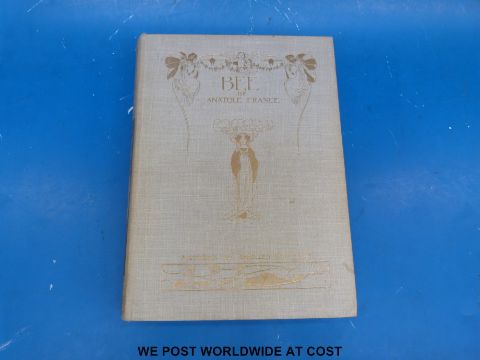 BEE
BY
ANATOLE FRANCE
WE POST WORLDWIDE AT COST